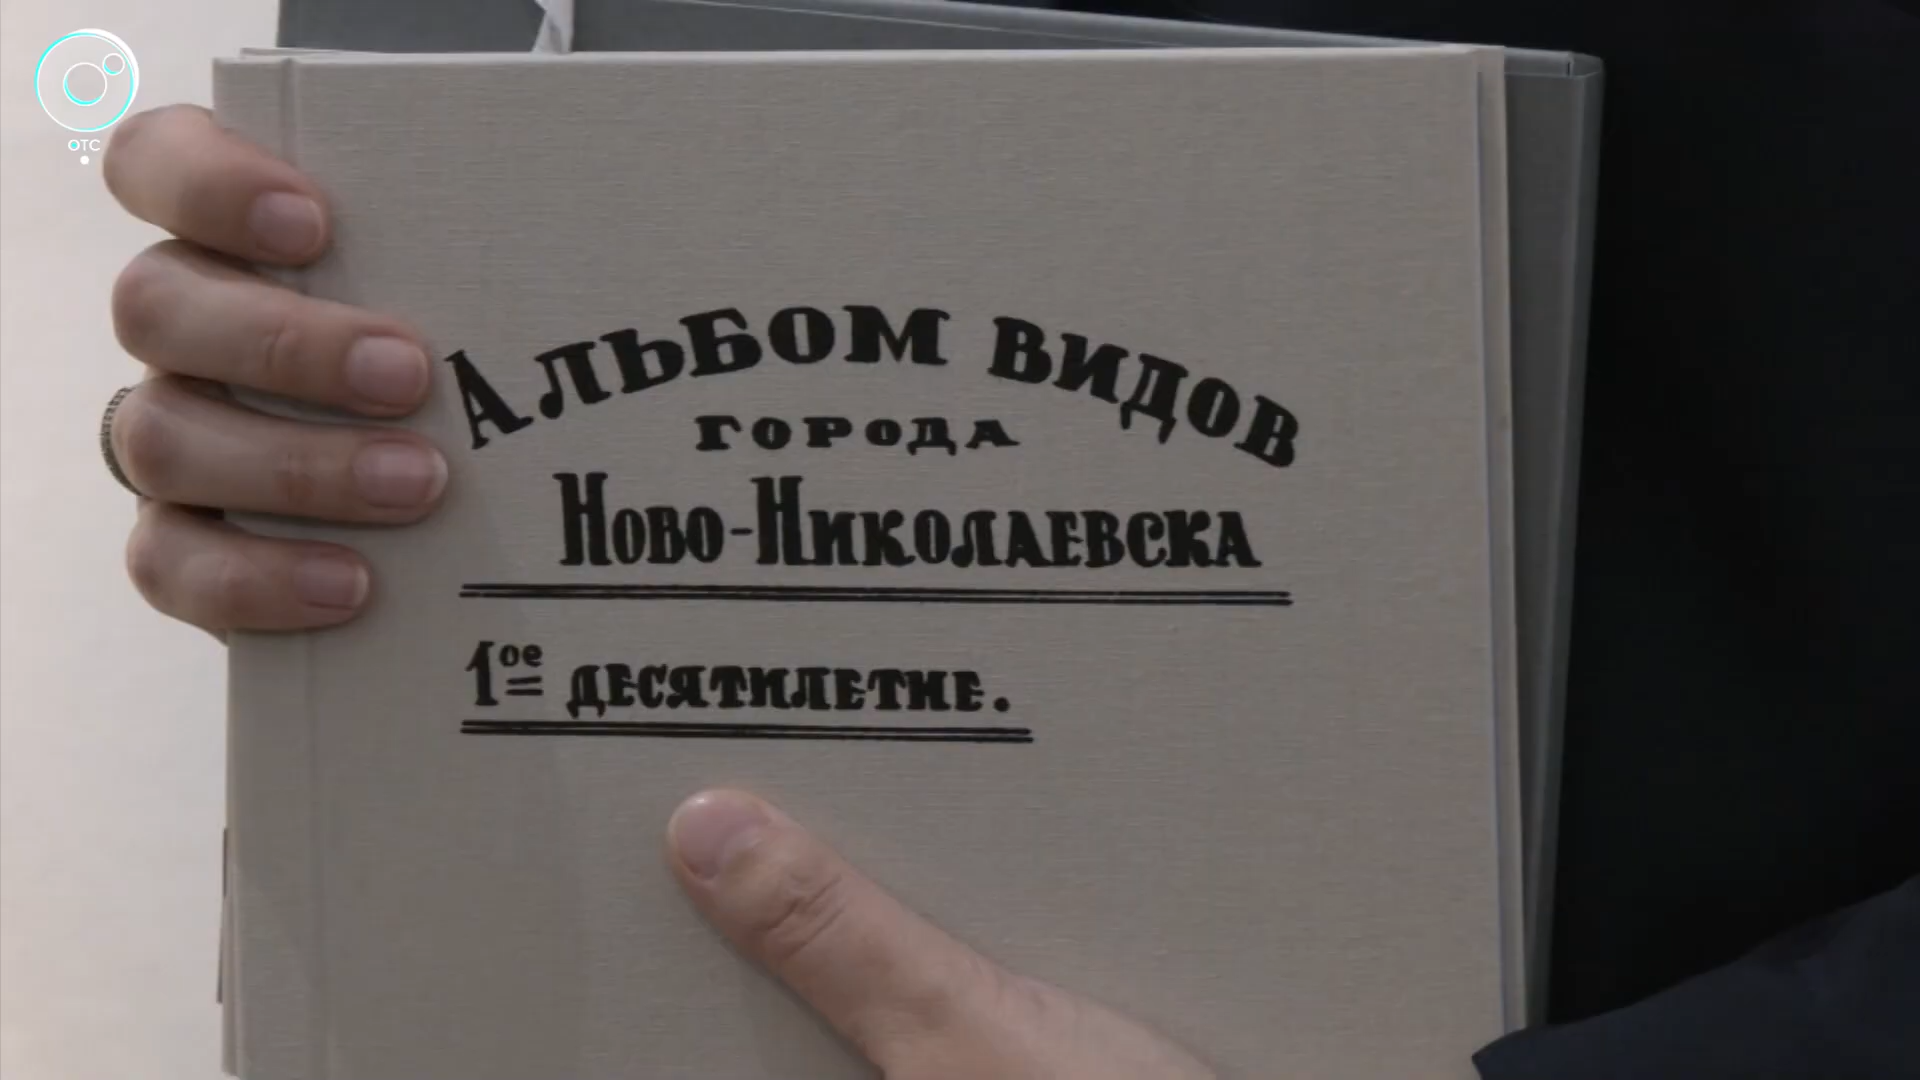 ОТС
Альбом видов
города
Ново-Николаевска
1ое десятилетие.